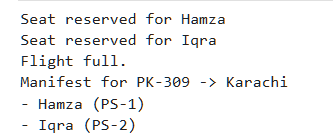 Seat reserved for Hamza
Seat reserved for Iqra
Flight full.
Manifest for PK-309 -> Karachi
- Hamza (PS-1)
- Iqra (PS-2)